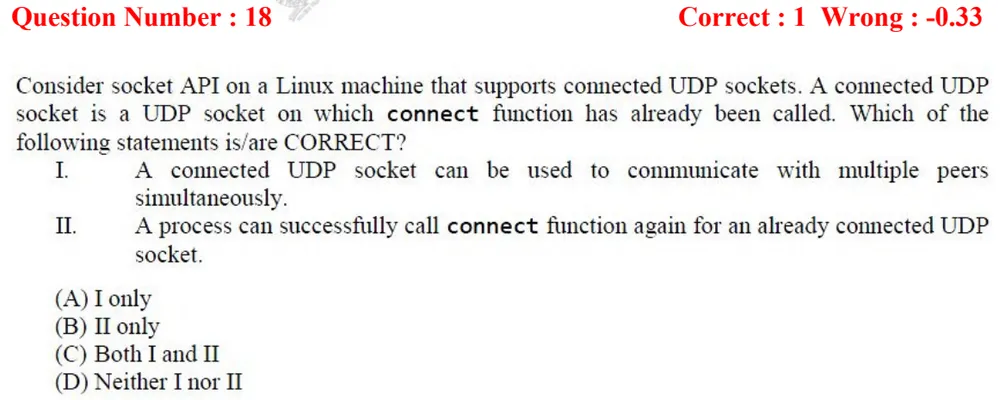 Question Number : 18 Correct : 1 Wrong : -0.33
Consider socket API on a Linux machine that supports connected UDP sockets. A connected UDP
socket is a UDP socket on which connect function has already been called. Which of the
following statements is/are CORRECT?
I. A connected UDP socket can be used to communicate with multiple peers
simultaneously.
II. A process can successfully call connect function again for an already connected UDP
socket.
(A) I only
(B) II only
(C) Both I and II
(D) Neither I nor II